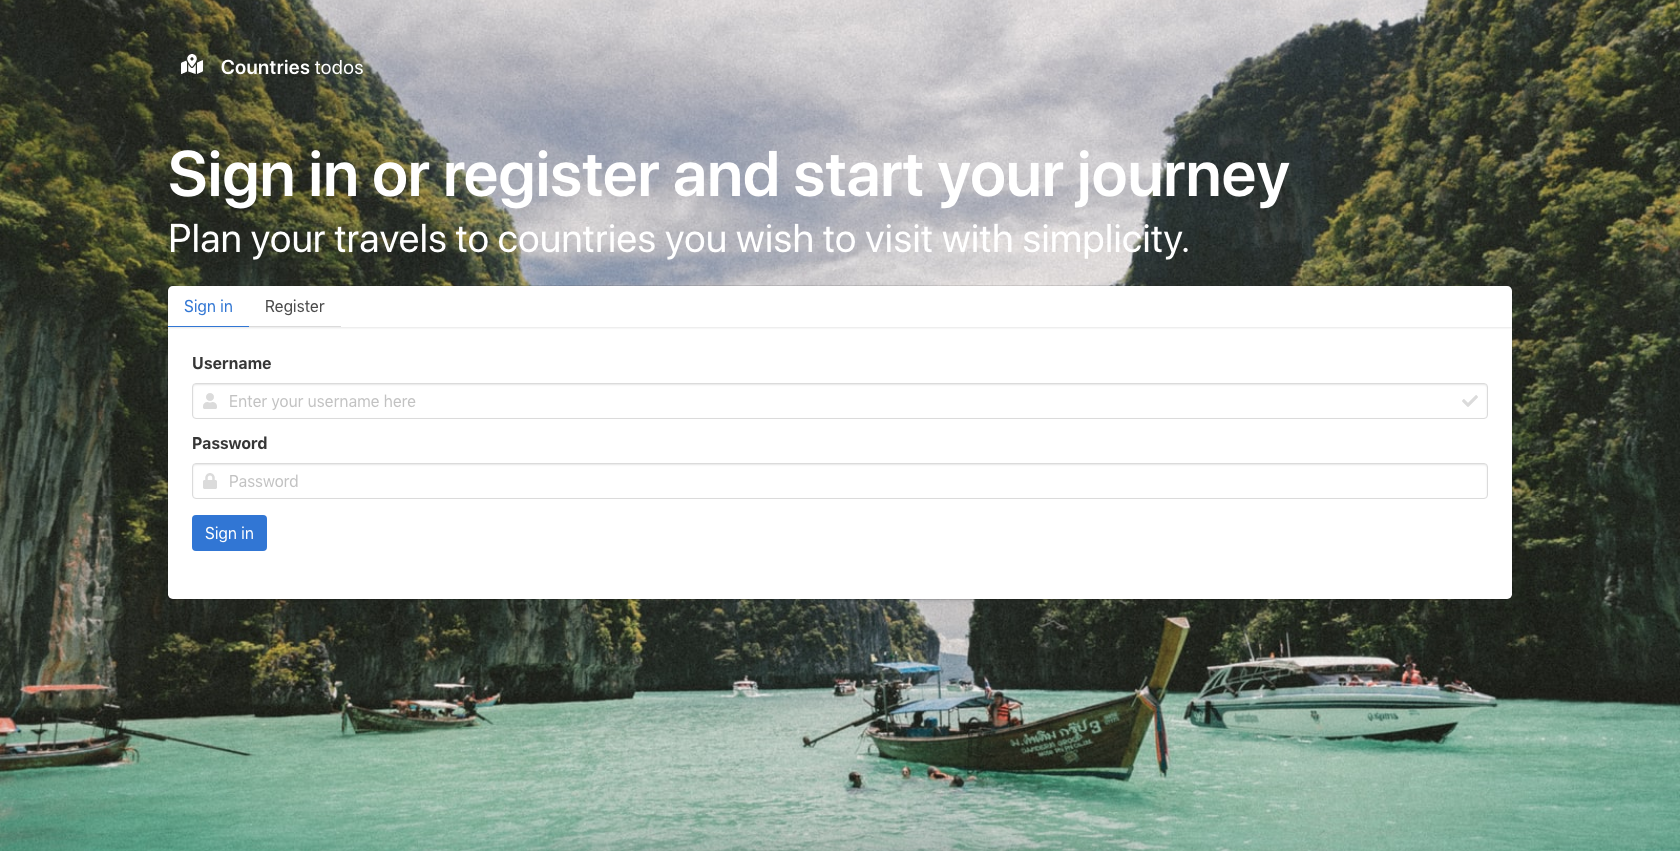 Countries todos
Sign in or register and start your journey
Plan your travels to countries you wish to visit with simplicity.
Sign in Register
Username
Enter your username here
Password
Password
Sign in